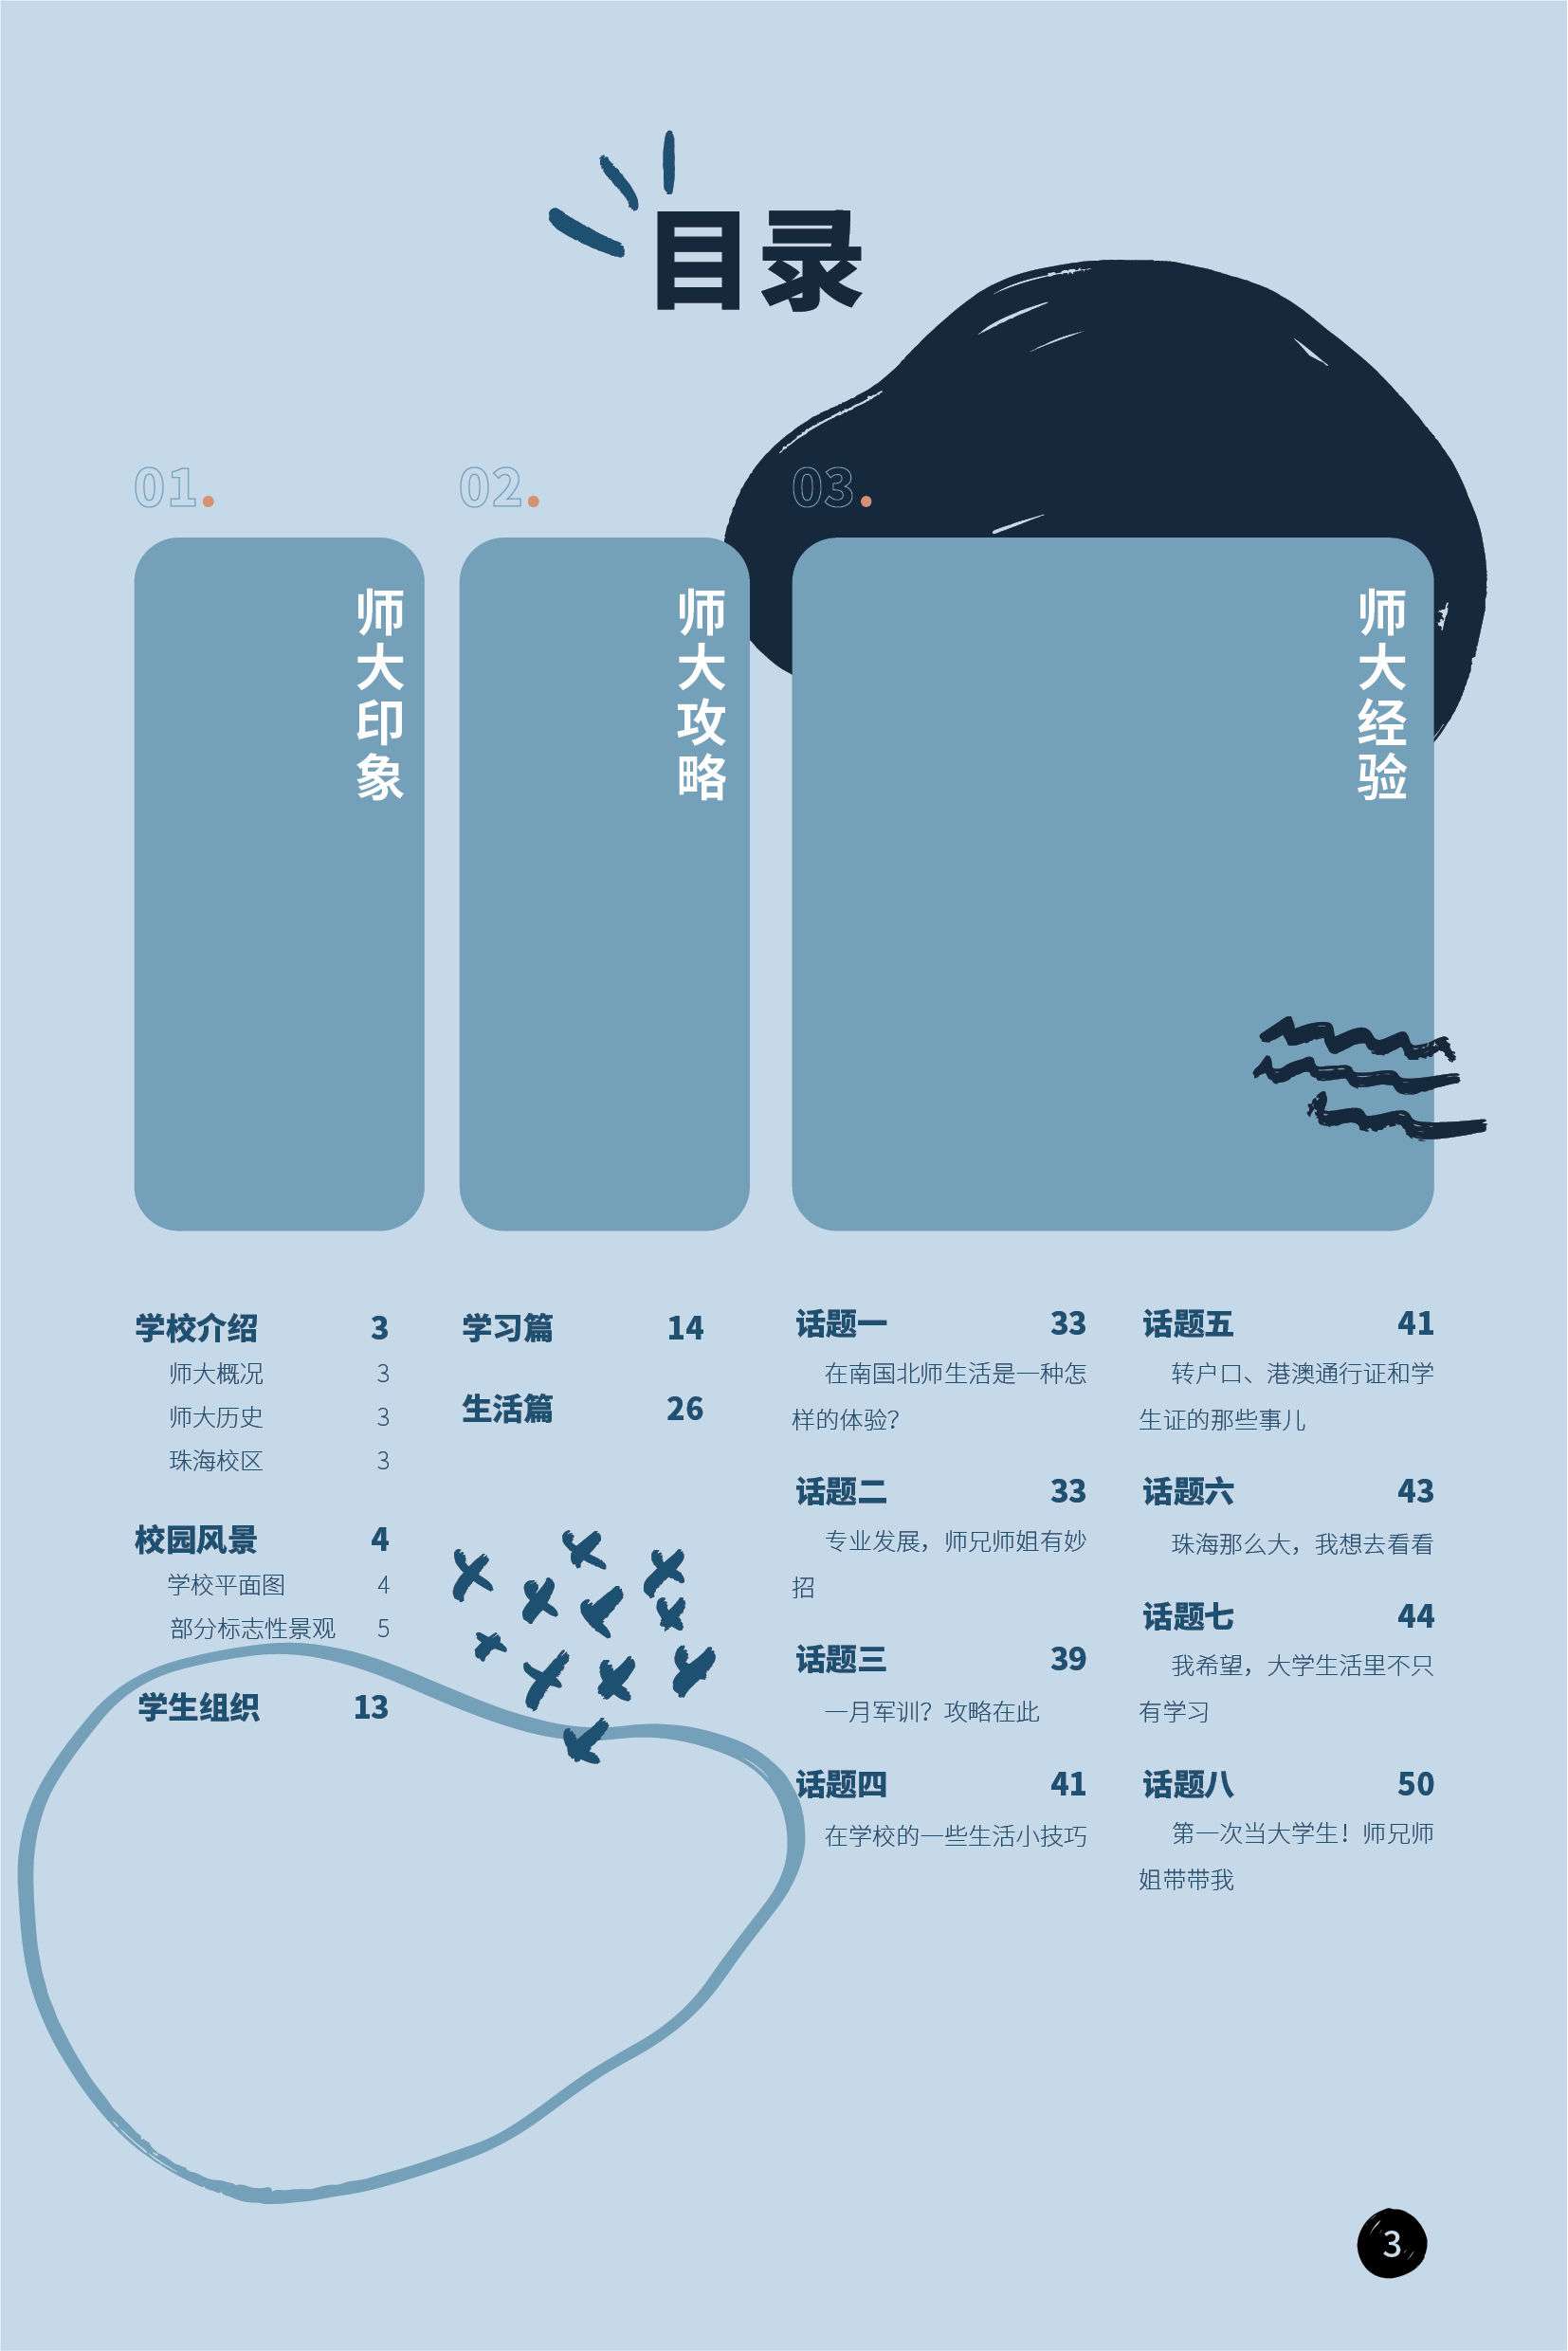 目录
01.
师大印象
02.
师大攻略
03.
师大经验
学校介绍 3
师大概况 3
师大历史 3
珠海校区 3
校园风景 4
学校平面图 4
部分标志性景观 5
学生组织 13
学习篇 14
生活篇 26
话题一 33
在南国北师生活是一种怎
样的体验？
话题二 33
专业发展，师兄师姐有妙
招
话题三 39
一月军训？攻略在此
话题四 41
在学校的一些生活小技巧
话题五 41
转户口、港澳通行证和学
生证的那些事儿
话题六 43
珠海那么大，我想去看看
话题七 44
我希望，大学生活里不只
有学习
话题八 50
第一次当大学生！师兄师
姐带带我
3